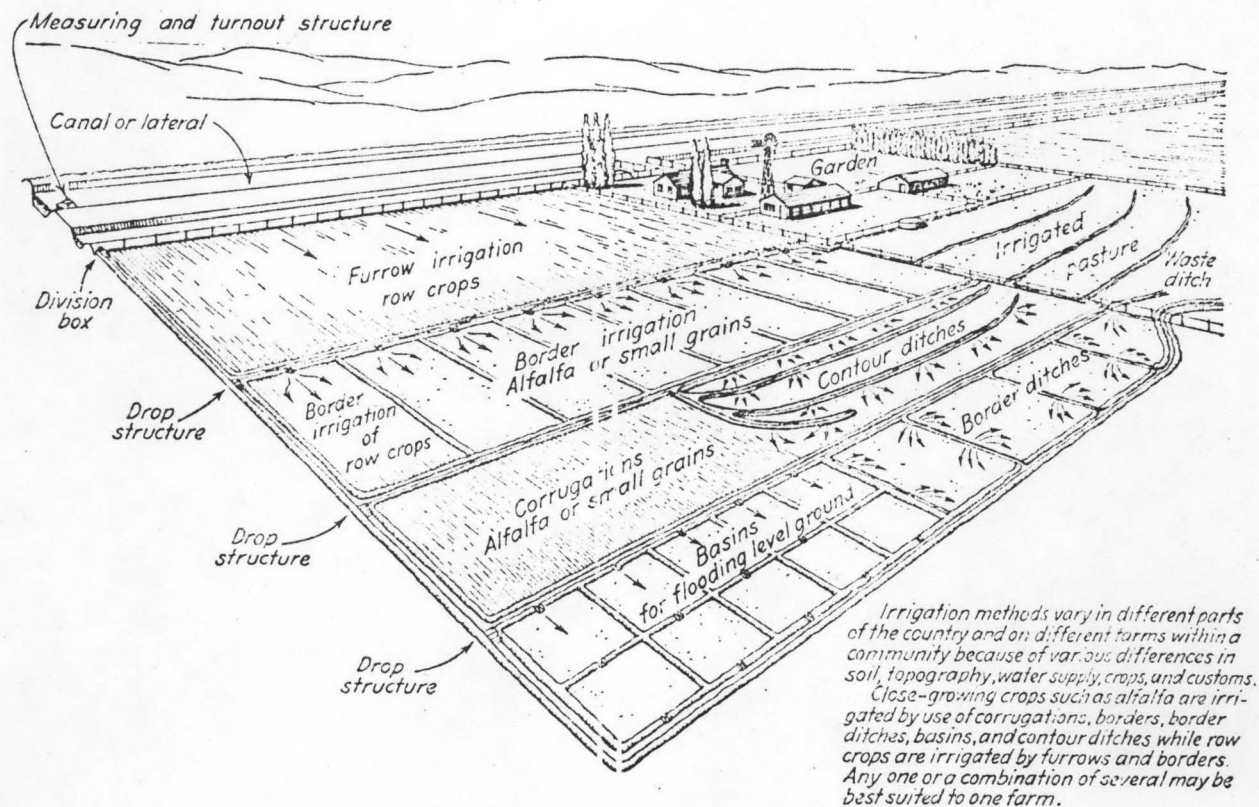 Measuring and turnout structure
Canal or lateral
Garden
Furrow irrigation
row crops
Irrigated
pasture
Waste
ditch
Division
box
Border irrigation
Alfalfa or small grains
Contour ditches
Border ditches
Drop
structure
Border
irrigation
of
row crops
Corrugations
Alfalfa or small grains
Drop
structure
Basins
for flooding level ground
Drop
structure
Irrigation methods vary in different parts
of the country and on different farms within a
community because of various differences in
soil, topography, water supply, crops, and customs.
Close-growing crops such as alfalfa are irri-
gated by use of corrugations, borders, border
ditches, basins, and contour ditches while row
crops are irrigated by furrows and borders.
Any one or a combination of several may be
best suited to one farm.